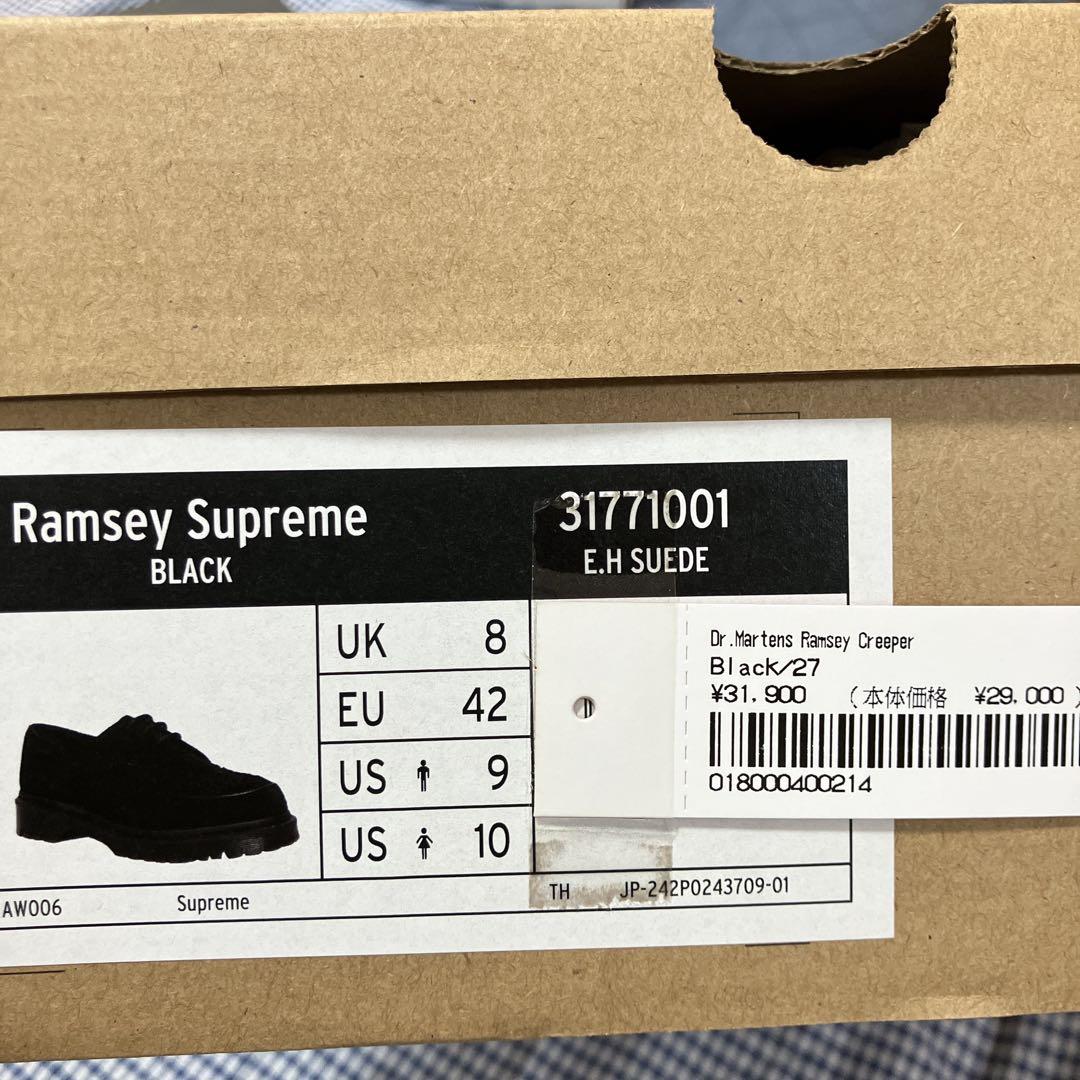 Ramsey Supreme
BLACK
31771001
E.H SUEDE
UK 8
EU 42
US 9
US 10
Dr.Martens Ramsey Creeper
Black/27
¥31,900 (本体価格 ¥29,000)
018000400214
AW006 Supreme TH JP-242P0243709-01